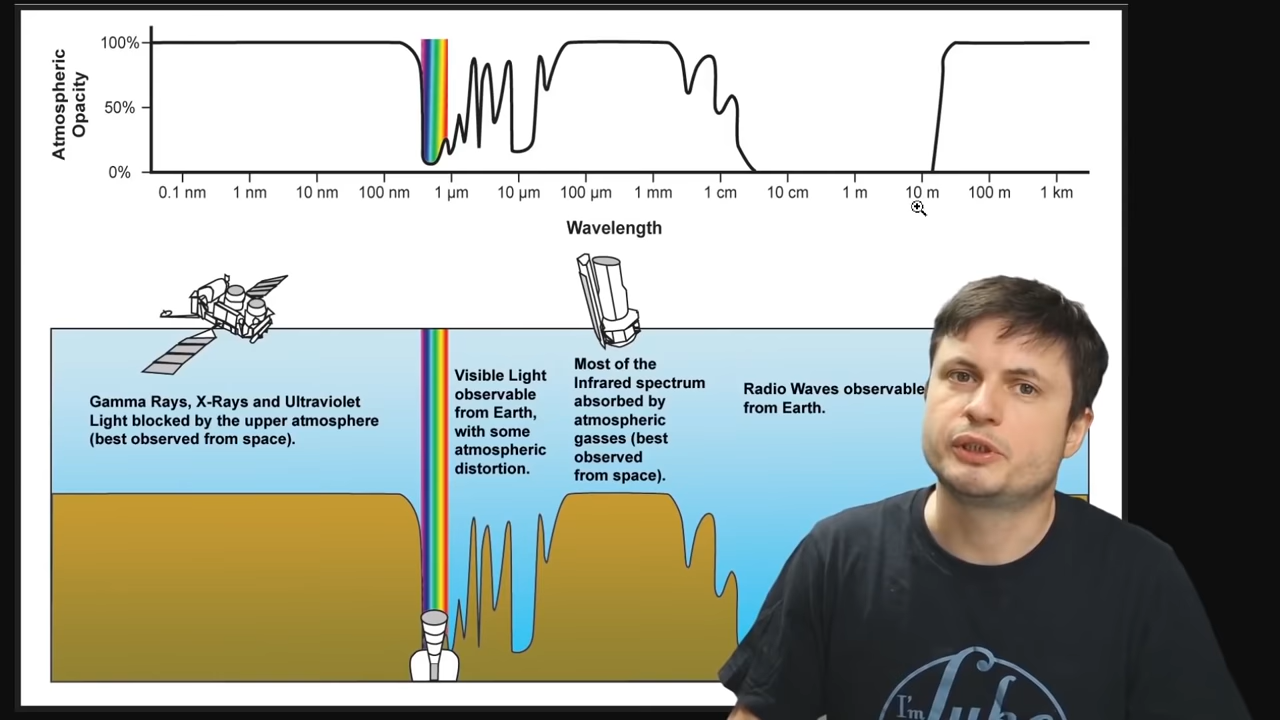 Atmospheric
Opacity
100%
50%
0%
0.1 nm 1 nm 10 nm 100 nm 1 µm 10 µm 100 µm 1 mm 1 cm 10 cm 1 m 10 m 100 m 1 km
Wavelength
Gamma Rays, X-Rays and Ultraviolet
Light blocked by the upper atmosphere
(best observed from space).
Visible Light
observable
from Earth,
with some
atmospheric
distortion.
Most of the
Infrared spectrum
absorbed by
atmospheric
gasses (best
observed
from space).
Radio Waves observable
from Earth.
I'm